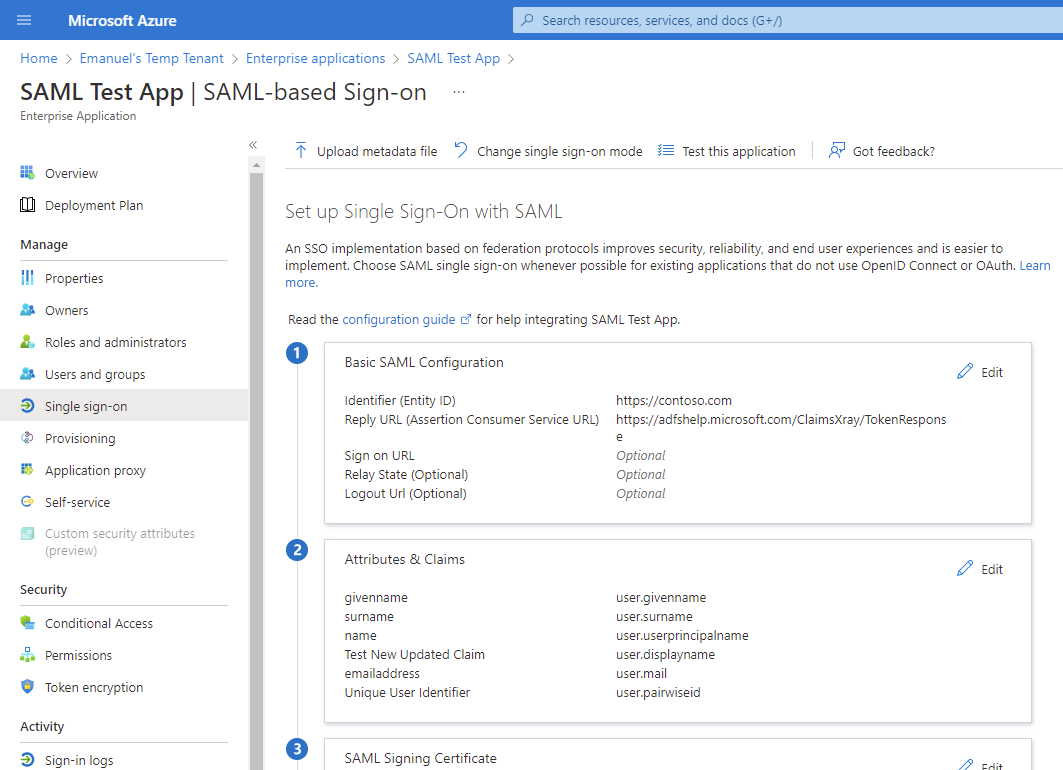 Microsoft Azure
Search resources, services, and docs (G+/)
Home > Emanuel's Temp Tenant > Enterprise applications > SAML Test App >
SAML Test App | SAML-based Sign-on ...
Enterprise Application
«
Overview
Deployment Plan
Manage
Properties
Owners
Roles and administrators
Users and groups
Single sign-on
Provisioning
Application proxy
Self-service
Custom security attributes
(preview)
Security
Conditional Access
Permissions
Token encryption
Activity
Sign-in logs
Upload metadata file Change single sign-on mode Test this application Got feedback?
Set up Single Sign-On with SAML
An SSO implementation based on federation protocols improves security, reliability, and end user experiences and is easier to
implement. Choose SAML single sign-on whenever possible for existing applications that do not use OpenID Connect or OAuth. Learn
more.
Read the configuration guide for help integrating SAML Test App.
1
Basic SAML Configuration
Edit
Identifier (Entity ID) https://contoso.com
Reply URL (Assertion Consumer Service URL) https://adfshelp.microsoft.com/ClaimsXray/TokenRespons
e
Sign on URL Optional
Relay State (Optional) Optional
Logout Url (Optional) Optional
2
Attributes & Claims
Edit
givenname user.givenname
surname user.surname
name user.userprincipalname
Test New Updated Claim user.displayname
emailaddress user.mail
Unique User Identifier user.pairwiseid
3
SAML Signing Certificate
Edit